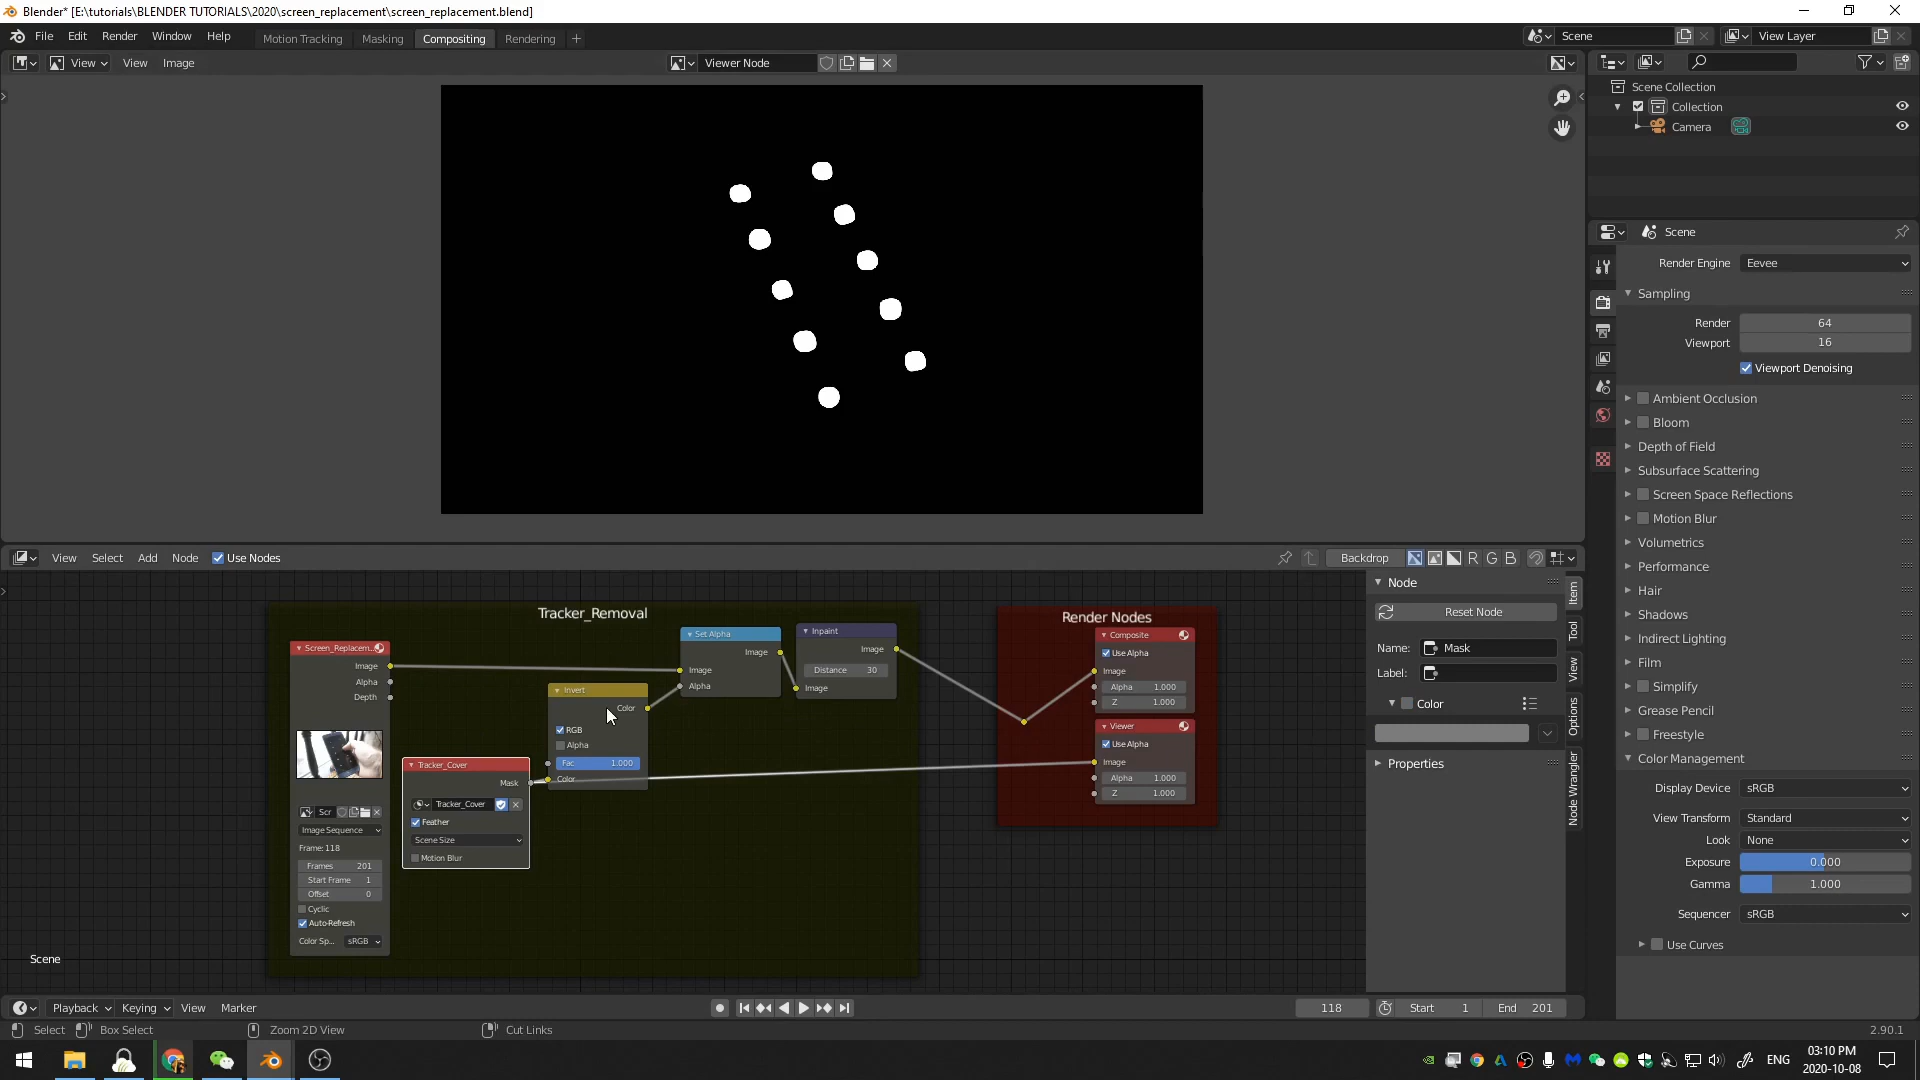 Blender* [E:\tutorials\BLENDER TUTORIALS\2020\screen_replacement\screen_replacement.blend]
File Edit Render Window Help Motion Tracking Masking Compositing Rendering + Scene View Layer
View View Image Viewer Node
Scene Collection
Collection
Camera
Scene
Render Engine Eevee
Sampling
Render 64
Viewport 16
Viewport Denoising
Ambient Occlusion
Bloom
Depth of Field
Subsurface Scattering
Screen Space Reflections
Motion Blur
Volumetrics
Performance
Hair
Shadows
Indirect Lighting
Film
Simplify
Grease Pencil
Freestyle
Color Management
Display Device sRGB
View Transform Standard
Look None
Exposure 0.000
Gamma 1.000
Sequencer sRGB
Use Curves
View Select Add Node Use Nodes Backdrop R G B
Tracker_Removal
Screen_Replacem...
Image
Alpha
Depth
Scr
Image Sequence
Frame: 118
Frames 201
Start Frame 1
Offset 0
Cyclic
Auto-Refresh
Color Sp... sRGB
Tracker_Cover
Mask
Tracker_Cover
Feather
Scene Size
Motion Blur
Invert
Color
RGB
Alpha
Fac 1.000
Color
Set Alpha
Image
Image
Alpha
Inpaint
Image
Distance 30
Image
Render Nodes
Composite
Use Alpha
Image
Alpha 1.000
Z 1.000
Viewer
Use Alpha
Image
Alpha 1.000
Z 1.000
Node
Reset Node
Name: Mask
Label:
Color
Properties
Item
Tool
View
Options
Node Wrangler
Scene
Playback Keying View Marker 118 Start 1 End 201
Select Box Select Zoom 2D View Cut Links 2.90.1
ENG 03:10 PM
2020-10-08